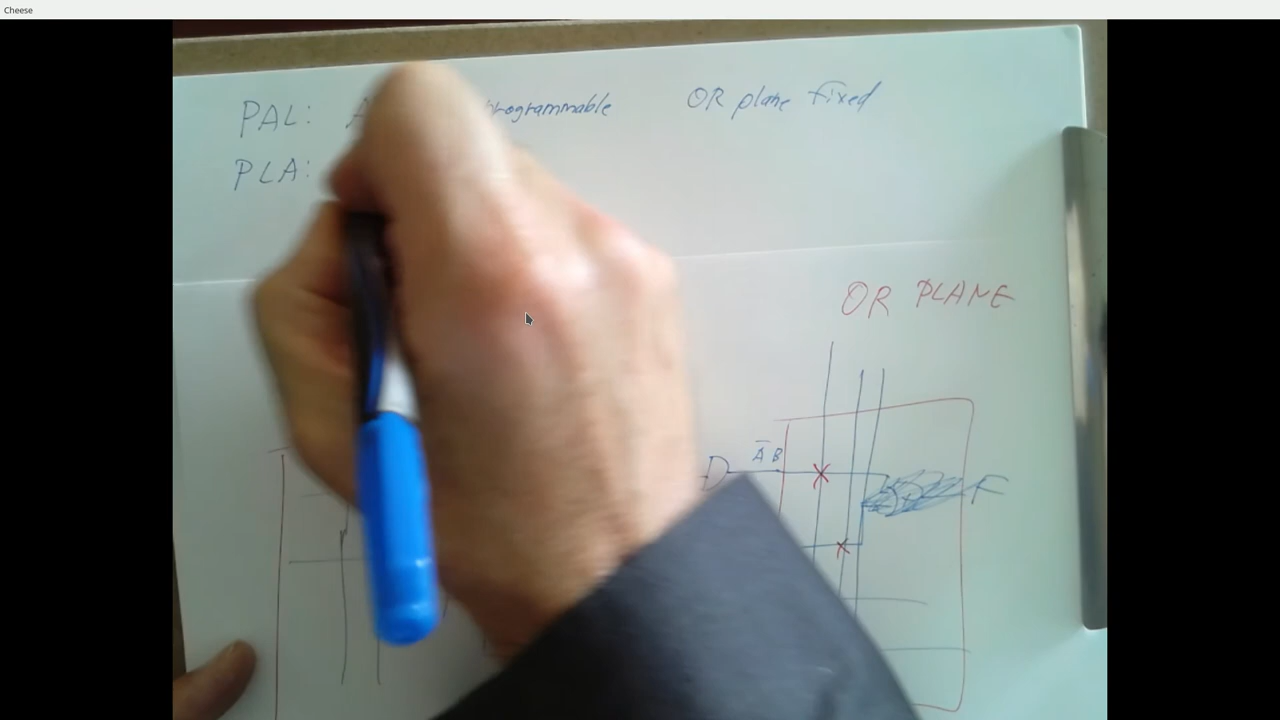 Cheese
PAL: programmable OR plane fixed
PLA:
OR PLANE
A̅ B
F